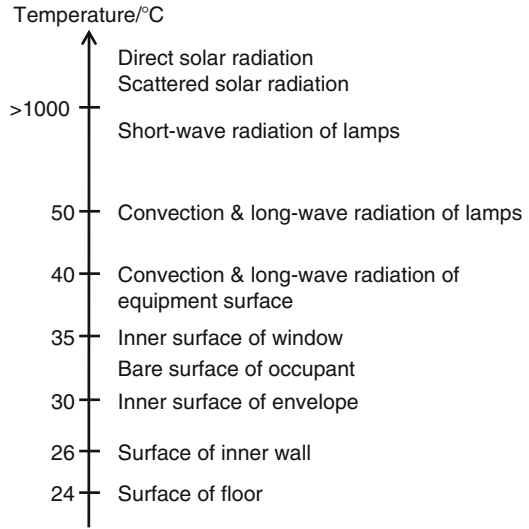 Temperature/°C
Direct solar radiation
Scattered solar radiation
>1000
Short-wave radiation of lamps
50 Convection & long-wave radiation of lamps
40 Convection & long-wave radiation of
equipment surface
35 Inner surface of window
Bare surface of occupant
30 Inner surface of envelope
26 Surface of inner wall
24 Surface of floor